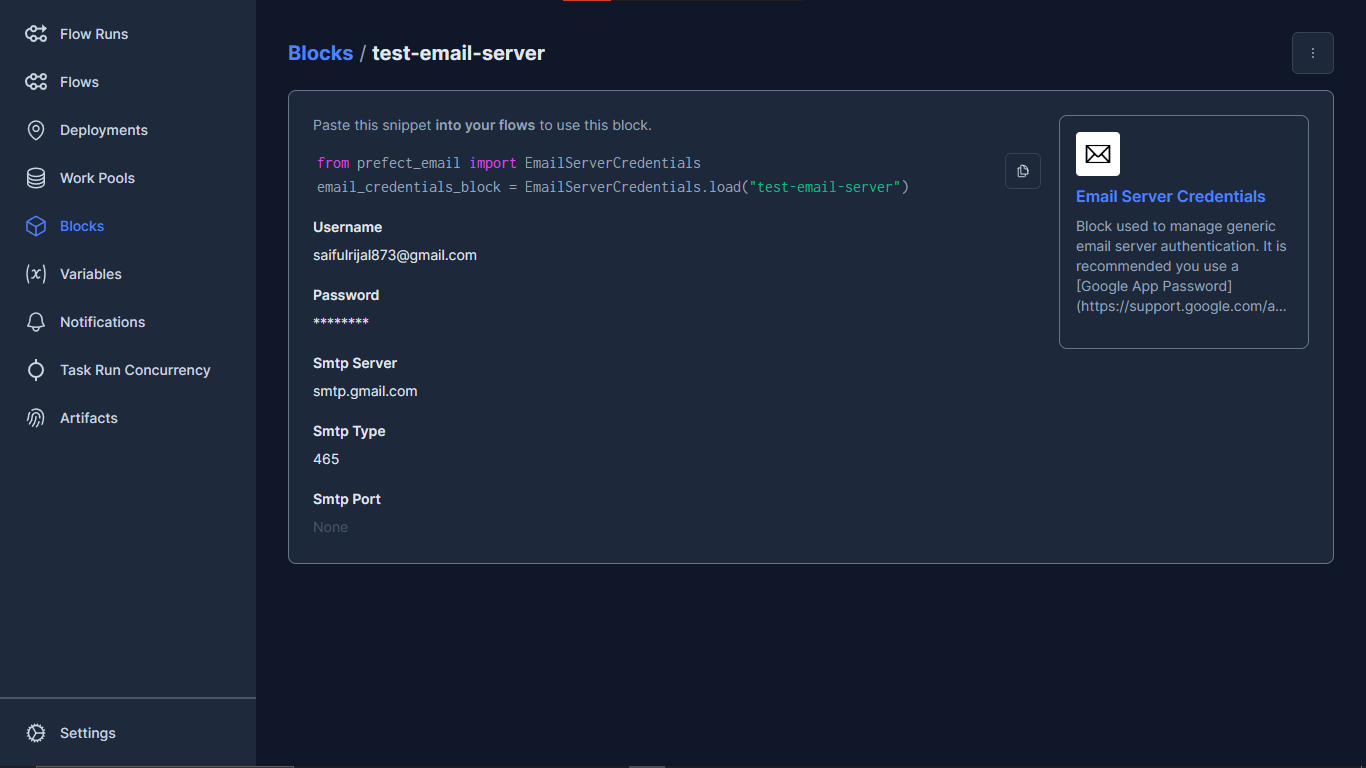 Flow Runs
Flows
Deployments
Work Pools
Blocks
Variables
Notifications
Task Run Concurrency
Artifacts
Settings
Blocks / test-email-server
Paste this snippet into your flows to use this block.
from prefect_email import EmailServerCredentials
email_credentials_block = EmailServerCredentials.load("test-email-server")
Username
saifulrijal873@gmail.com
Password
********
Smtp Server
smtp.gmail.com
Smtp Type
465
Smtp Port
None
Email Server Credentials
Block used to manage generic
email server authentication. It is
recommended you use a
[Google App Password]
(https://support.google.com/a...